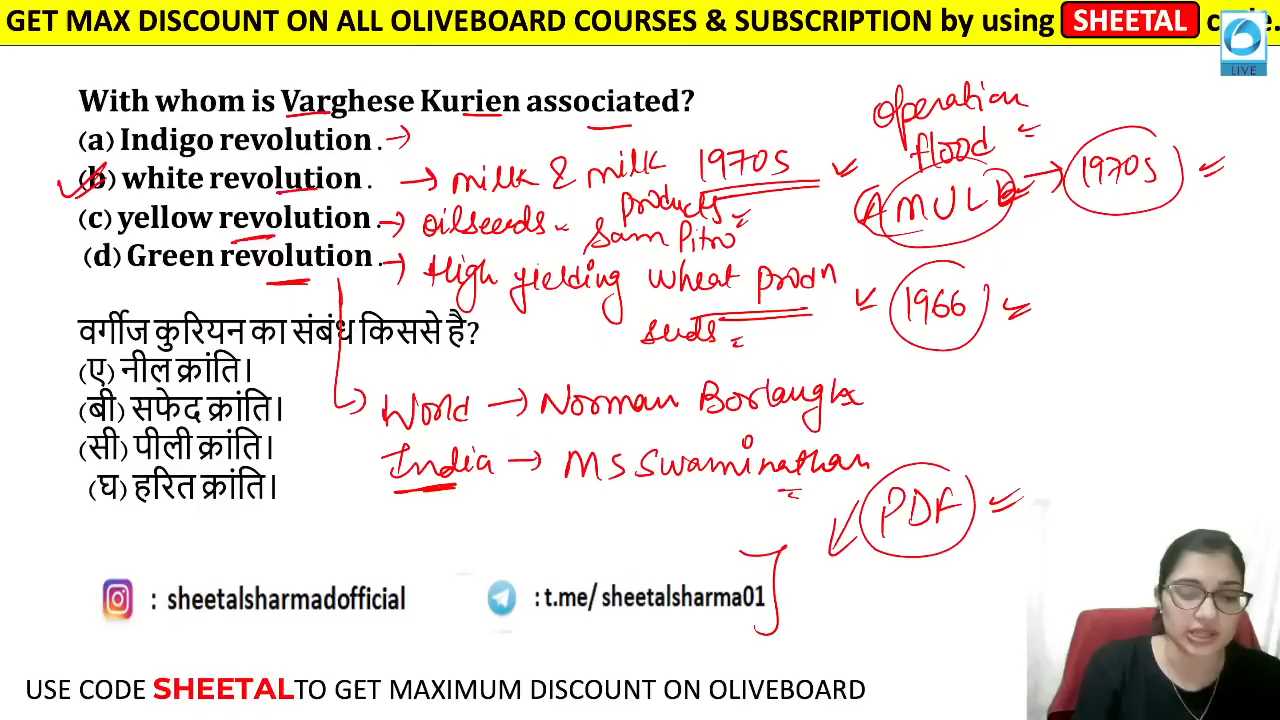 GET MAX DISCOUNT ON ALL OLIVEBOARD COURSES & SUBSCRIPTION by using SHEETAL code.
LIVE
With whom is Varghese Kurien associated?
(a) Indigo revolution. →
(b) white revolution. → milk & milk products 1970s
operation flood
AMUL → 1970s
(c) yellow revolution. → oilseeds Sam Pitro
(d) Green revolution. → High yielding wheat prodn seeds 1966
World → Norman Borlaug
India → M S Swaminathan
PDF
वर्गीज कुरियन का संबंध किससे है?
(ए) नील क्रांति।
(बी) सफेद क्रांति।
(सी) पीली क्रांति।
(घ) हरित क्रांति।
: sheetalsharmadofficial
: t.me/ sheetalsharma01
USE CODE SHEETAL TO GET MAXIMUM DISCOUNT ON OLIVEBOARD